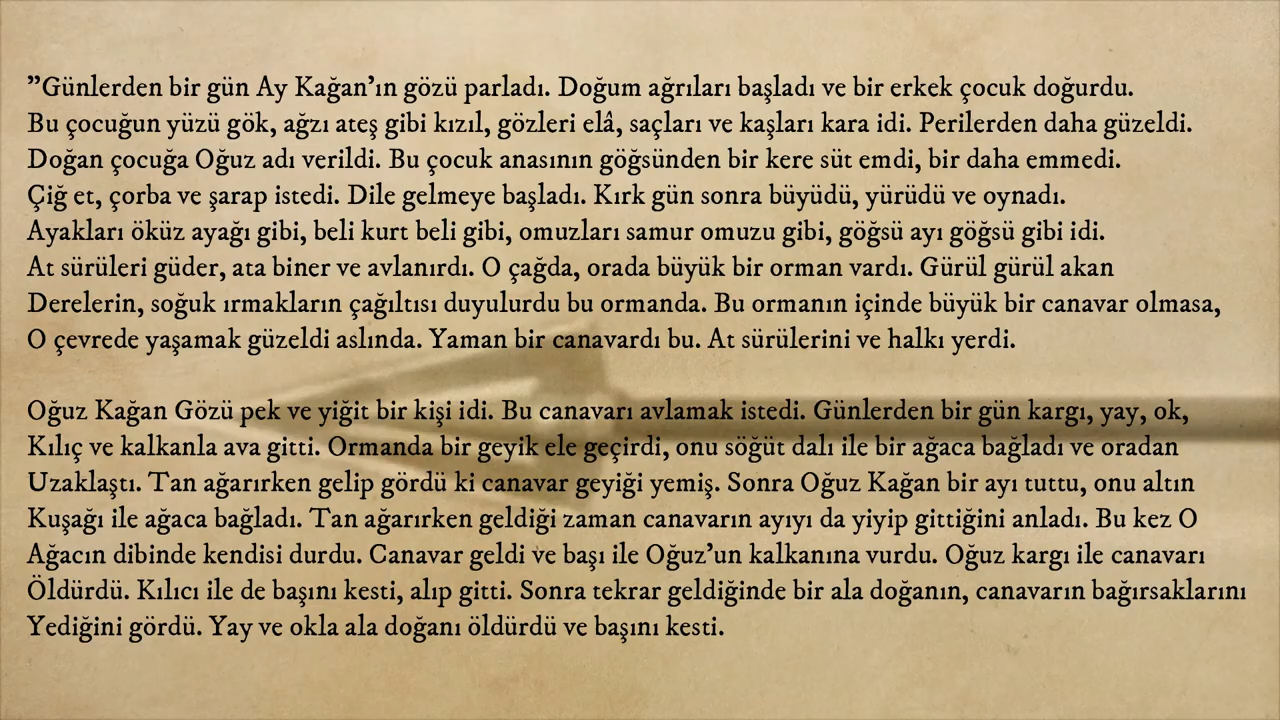 ”Günlerden bir gün Ay Kağan’ın gözü parladı. Doğum ağrıları başladı ve bir erkek çocuk doğurdu.
Bu çocuğun yüzü gök, ağzı ateş gibi kızıl, gözleri elâ, saçları ve kaşları kara idi. Perilerden daha güzeldi.
Doğan çocuğa Oğuz adı verildi. Bu çocuk anasının göğsünden bir kere süt emdi, bir daha emmedi.
Çiğ et, çorba ve şarap istedi. Dile gelmeye başladı. Kırk gün sonra büyüdü, yürüdü ve oynadı.
Ayakları öküz ayağı gibi, beli kurt beli gibi, omuzları samur omuzu gibi, göğsü ayı göğsü gibi idi.
At sürüleri güder, ata biner ve avlanırdı. O çağda, orada büyük bir orman vardı. Gürül gürül akan
Derelerin, soğuk ırmakların çağıltısı duyulurdu bu ormanda. Bu ormanın içinde büyük bir canavar olmasa,
O çevrede yaşamak güzeldi aslında. Yaman bir canavardı bu. At sürülerini ve halkı yerdi.
Oğuz Kağan Gözü pek ve yiğit bir kişi idi. Bu canavarı avlamak istedi. Günlerden bir gün kargı, yay, ok,
Kılıç ve kalkanla ava gitti. Ormanda bir geyik ele geçirdi, onu söğüt dalı ile bir ağaca bağladı ve oradan
Uzaklaştı. Tan ağarırken gelip gördü ki canavar geyiği yemiş. Sonra Oğuz Kağan bir ayı tuttu, onu altın
Kuşağı ile ağaca bağladı. Tan ağarırken geldiği zaman canavarın ayıyı da yiyip gittiğini anladı. Bu kez O
Ağacın dibinde kendisi durdu. Canavar geldi ve başı ile Oğuz’un kalkanına vurdu. Oğuz kargı ile canavarı
Öldürdü. Kılıcı ile de başını kesti, alıp gitti. Sonra tekrar geldiğinde bir ala doğanın, canavarın bağırsaklarını
Yediğini gördü. Yay ve okla ala doğanı öldürdü ve başını kesti.